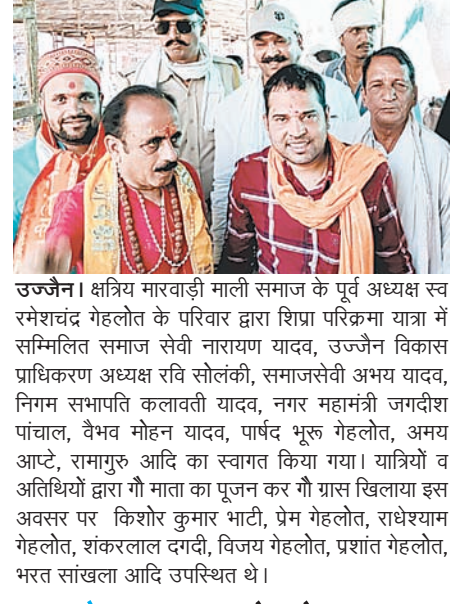 उज्जैन। क्षत्रिय मारवाड़ी माली समाज के पूर्व अध्यक्ष स्व
रमेशचंद्र गेहलोत के परिवार द्वारा शिप्रा परिक्रमा यात्रा में
सम्मिलित समाज सेवी नारायण यादव, उज्जैन विकास
प्राधिकरण अध्यक्ष रवि सोलंकी, समाजसेवी अभय यादव,
निगम सभापति कलावती यादव, नगर महामंत्री जगदीश
पांचाल, वैभव मोहन यादव, पार्षद भूरू गेहलोत, अमय
आप्टे, रामागुरु आदि का स्वागत किया गया। यात्रियों व
अतिथियों द्वारा गौ माता का पूजन कर गौ ग्रास खिलाया इस
अवसर पर किशोर कुमार भाटी, प्रेम गेहलोत, राधेश्याम
गेहलोत, शंकरलाल दगदी, विजय गेहलोत, प्रशांत गेहलोत,
भरत सांखला आदि उपस्थित थे।